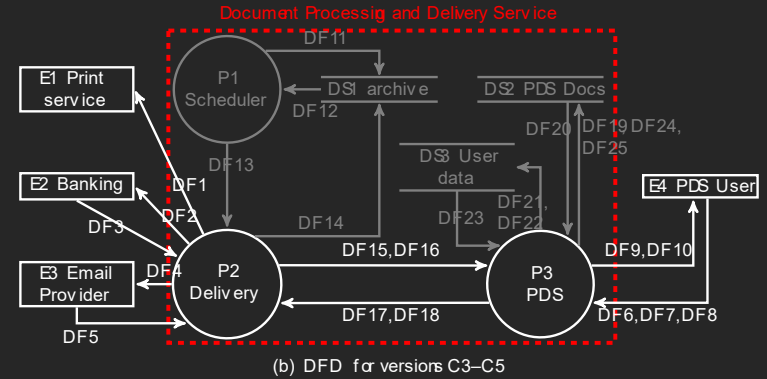 Document Processing and Delivery Service
DF11
E1 Print
service
P1
Scheduler
DS1 archive
DS2 PDS Docs
DF12
DF20
DF19,DF24,
DF25
DF13
DS3 User
data
E2 Banking
DF1
E4 PDS User
DF2
DF3
DF14
DF23
DF21,
DF22
E3 Email
Provider
DF4
P2
Delivery
DF15,DF16
P3
PDS
DF9,DF10
DF5
DF17,DF18
DF6,DF7,DF8
(b) DFD for versions C3–C5